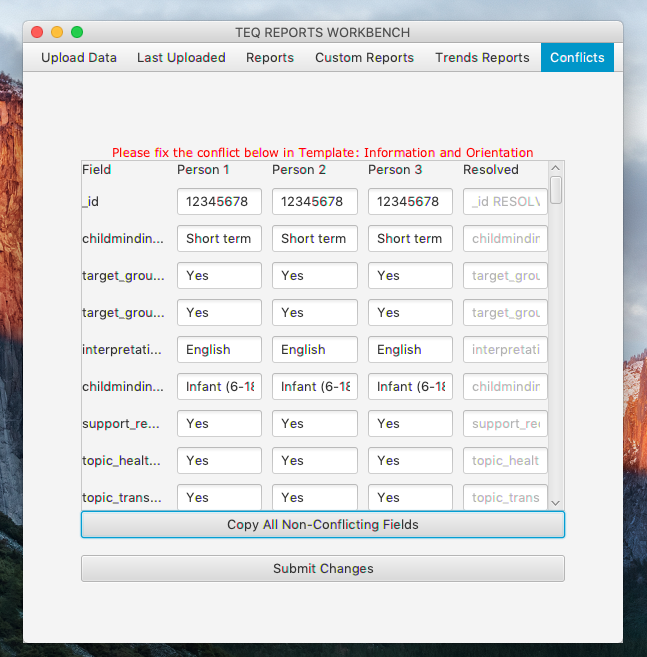 TEQ REPORTS WORKBENCH
Upload Data Last Uploaded Reports Custom Reports Trends Reports Conflicts
Please fix the conflict below in Template: Information and Orientation
Field Person 1 Person 2 Person 3 Resolved
_id 12345678 12345678 12345678 _id RESOLV
childmindin... Short term Short term Short term childmindin
target_grou... Yes Yes Yes target_grou
target_grou... Yes Yes Yes target_grou
interpretati... English English English interpretati
childmindin... Infant (6-18 Infant (6-18 Infant (6-18 childmindin
support_re... Yes Yes Yes support_rec
topic_healt... Yes Yes Yes topic_healt
topic_trans... Yes Yes Yes topic_trans
Copy All Non-Conflicting Fields
Submit Changes